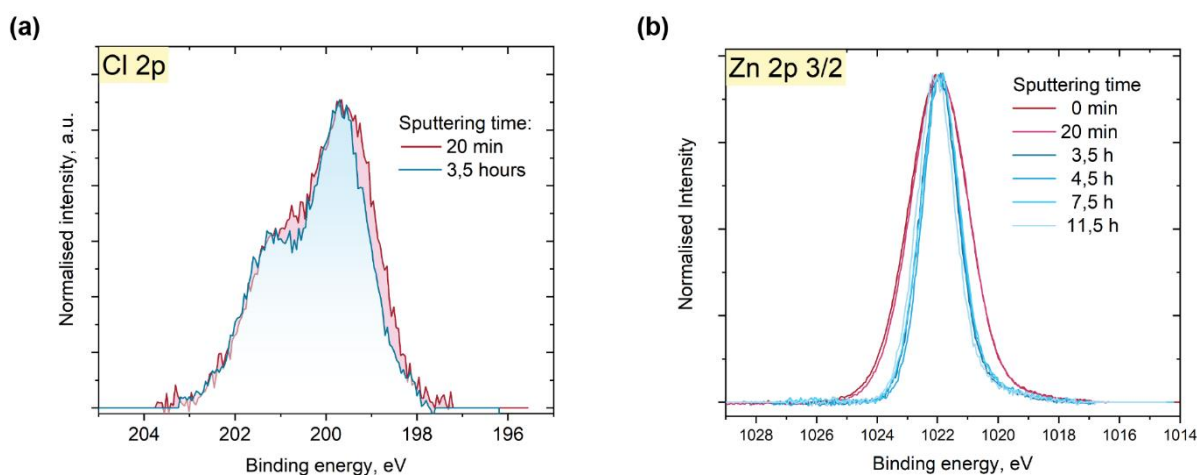 (a)
Cl 2p
Sputtering time:
20 min
3,5 hours
Normalised intensity, a.u.
204 202 200 198 196
Binding energy, eV
(b)
Zn 2p 3/2
Sputtering time
0 min
20 min
3,5 h
4,5 h
7,5 h
11,5 h
Normalised Intensity
1028 1026 1024 1022 1020 1018 1016 1014
Binding energy, eV